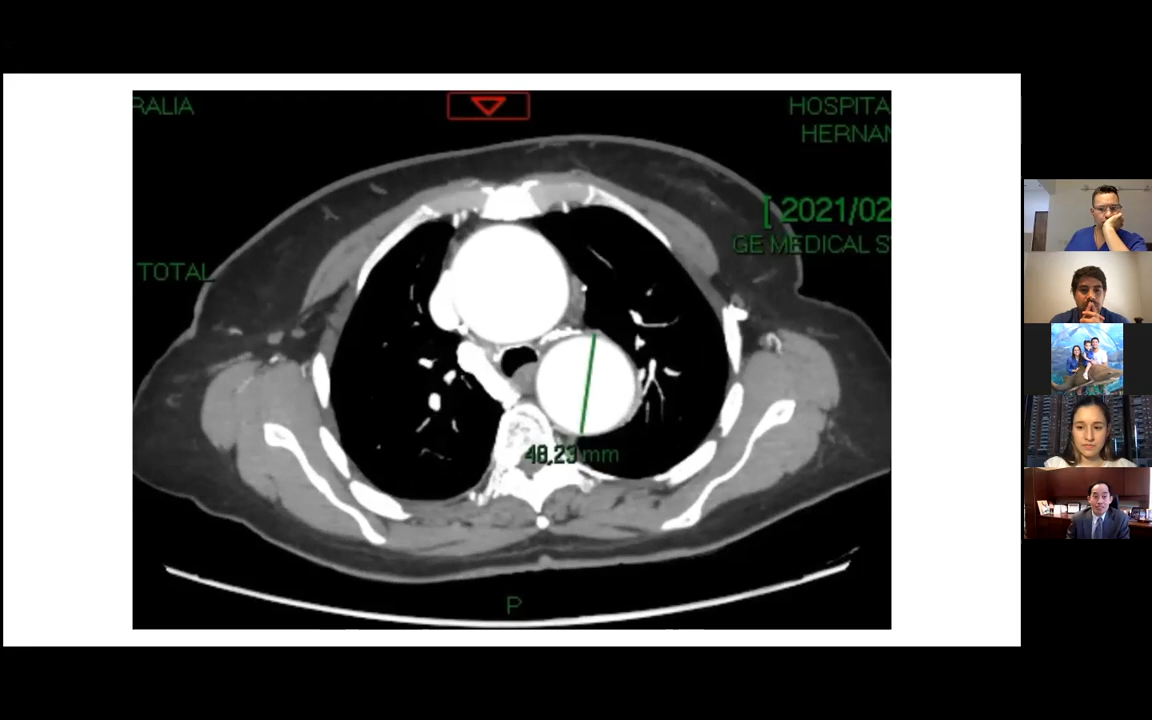 RALIA
HOSPITA
HERNAN
[ 2021/02
GE MEDICAL S
TOTAL
48,23 mm
P